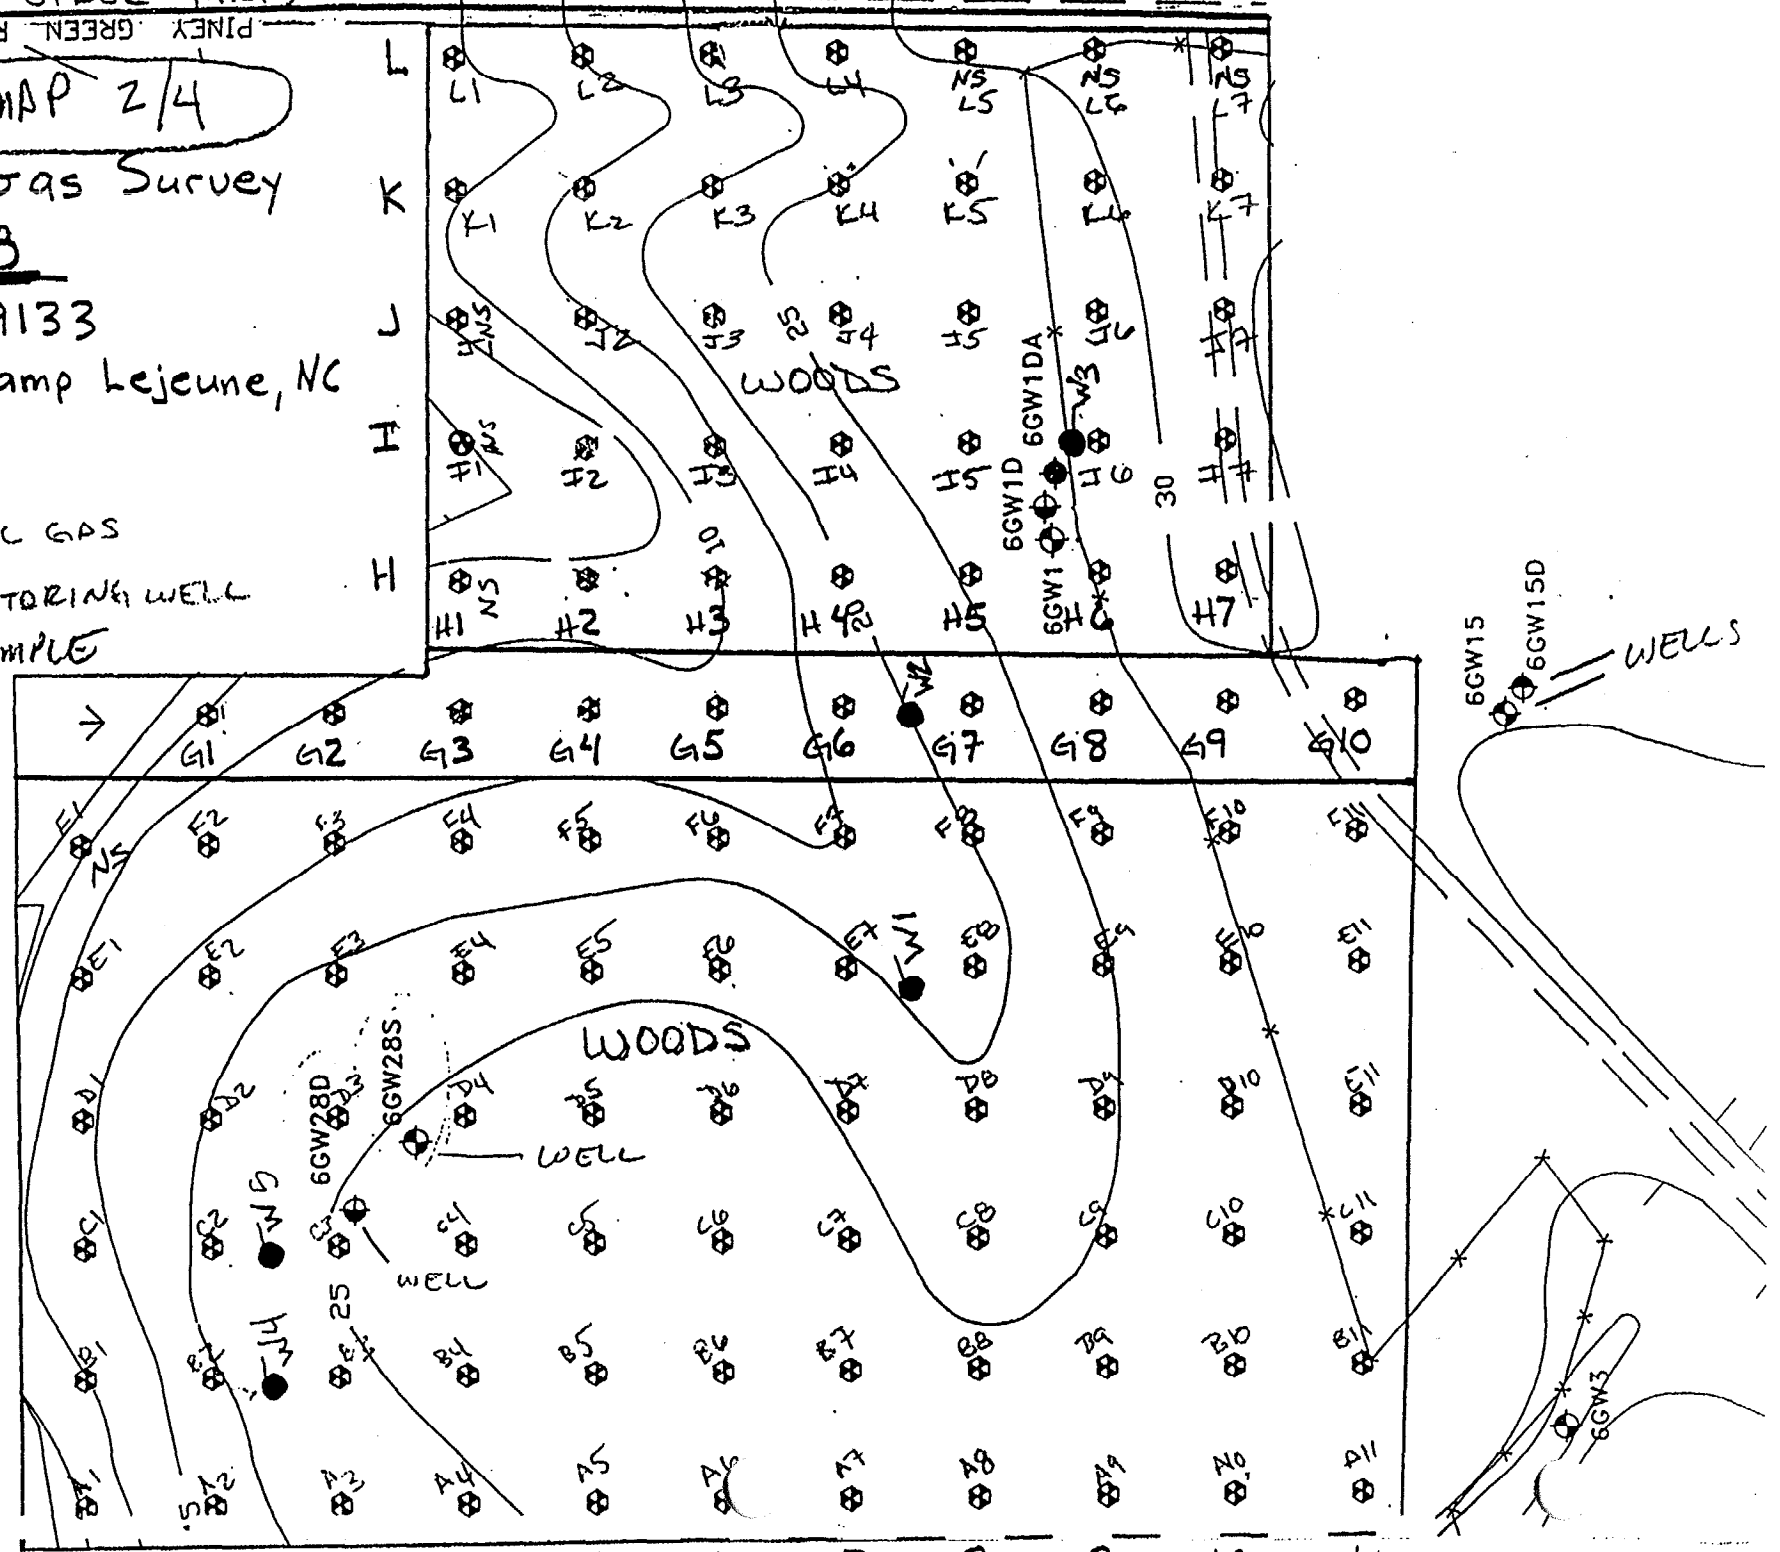 PINEY GREEN
MAP 2/4
Gas Survey
9133
Camp Lejeune, NC
GAS
WELL
L
L1 L2 L3 L4 NS L5 NS L6 NS L7
K
K1 K2 K3 K4 K5 K6 K7
J
J1 NS J2 J3 25 J4 J5 J6 J7
WOODS
6GW1DA
W3
I
I1 NS I2 I3 I4 I5 I6 I7
6GW1D
30
10
H
H1 NS H2 H3 H4 20 H5 6GW1 H6 H7
6GW15
6GW15D
WELLS
W2
G1 G2 G3 G4 G5 G6 G7 G8 G9 G10
NS F2 F3 F4 F5 F6 F7 F8 F9 F10 F11
E1 E2 E3 E4 E5 E6 E7 W1 E8 E9 E10 E11
WOODS
6GW28S
6GW28D
D1 D2 D3 D4 D5 D6 D7 D8 D9 D10 D11
WELL
W5
C1 C2 C3 C4 C5 C6 C7 C8 C9 C10 C11
WELL
25
W4
B1 B2 B4 B5 B6 B7 B8 B9 B10 B11
6GW3
A1 A2 A3 A4 A5 A6 A7 A8 A9 A10 A11